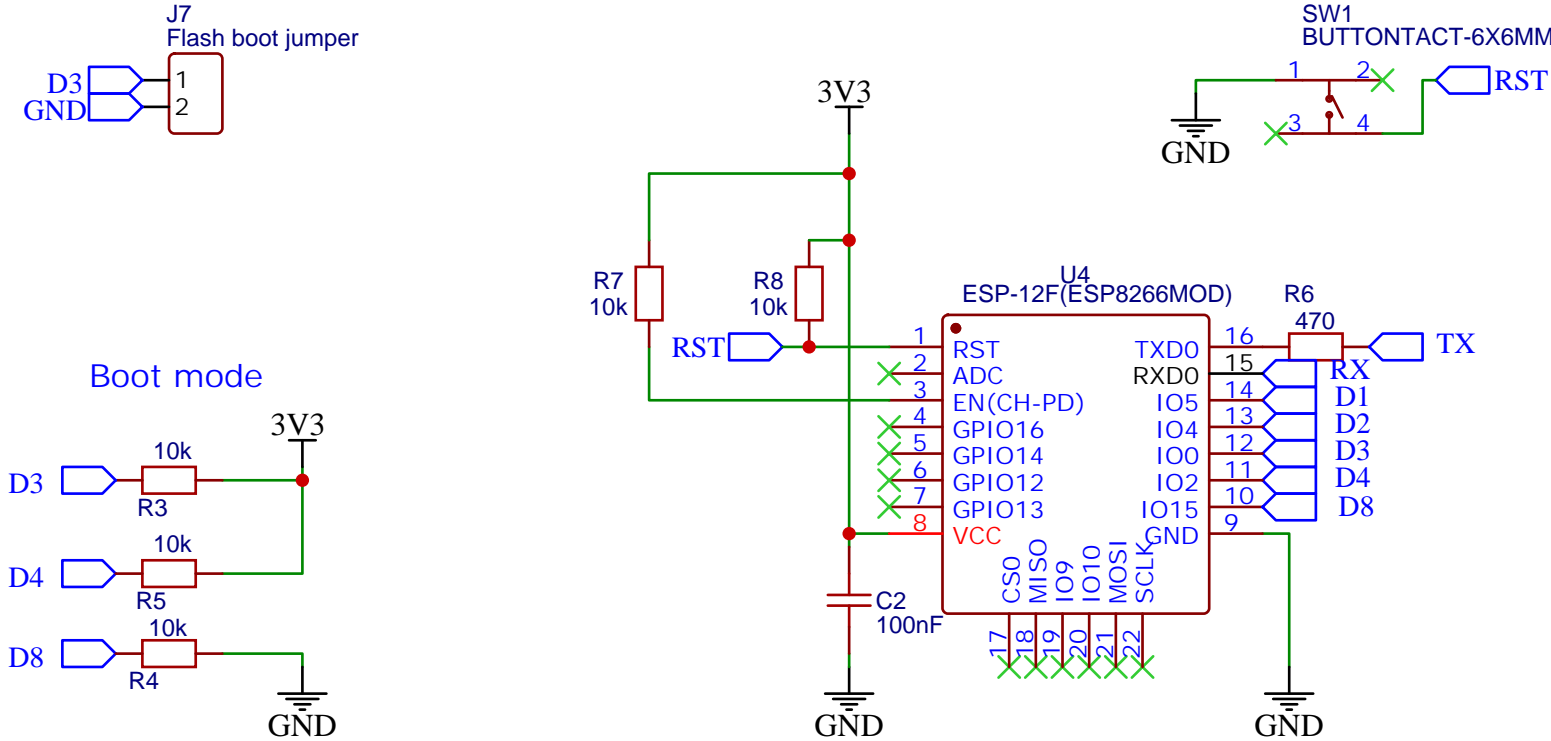 J7
Flash boot jumper
D3
1
GND
2
SW1
BUTTONTACT-6X6MM
1
2
RST
3
4
GND
3V3
R7
10k
R8
10k
RST
U4
ESP-12F(ESP8266MOD)
R6
470
TX
1
RST
2
ADC
3
EN(CH-PD)
4
GPIO16
5
GPIO14
6
GPIO12
7
GPIO13
8
VCC
TXD0
16
RXD0
15
RX
IO5
14
D1
IO4
13
D2
IO0
12
D3
IO2
11
D4
IO15
10
D8
GND
9
CS0
MISO
IO9
IO10
MOSI
SCLK
17
18
19
20
21
22
C2
100nF
GND
GND
Boot mode
3V3
D3
10k
R3
D4
10k
R5
D8
10k
R4
GND